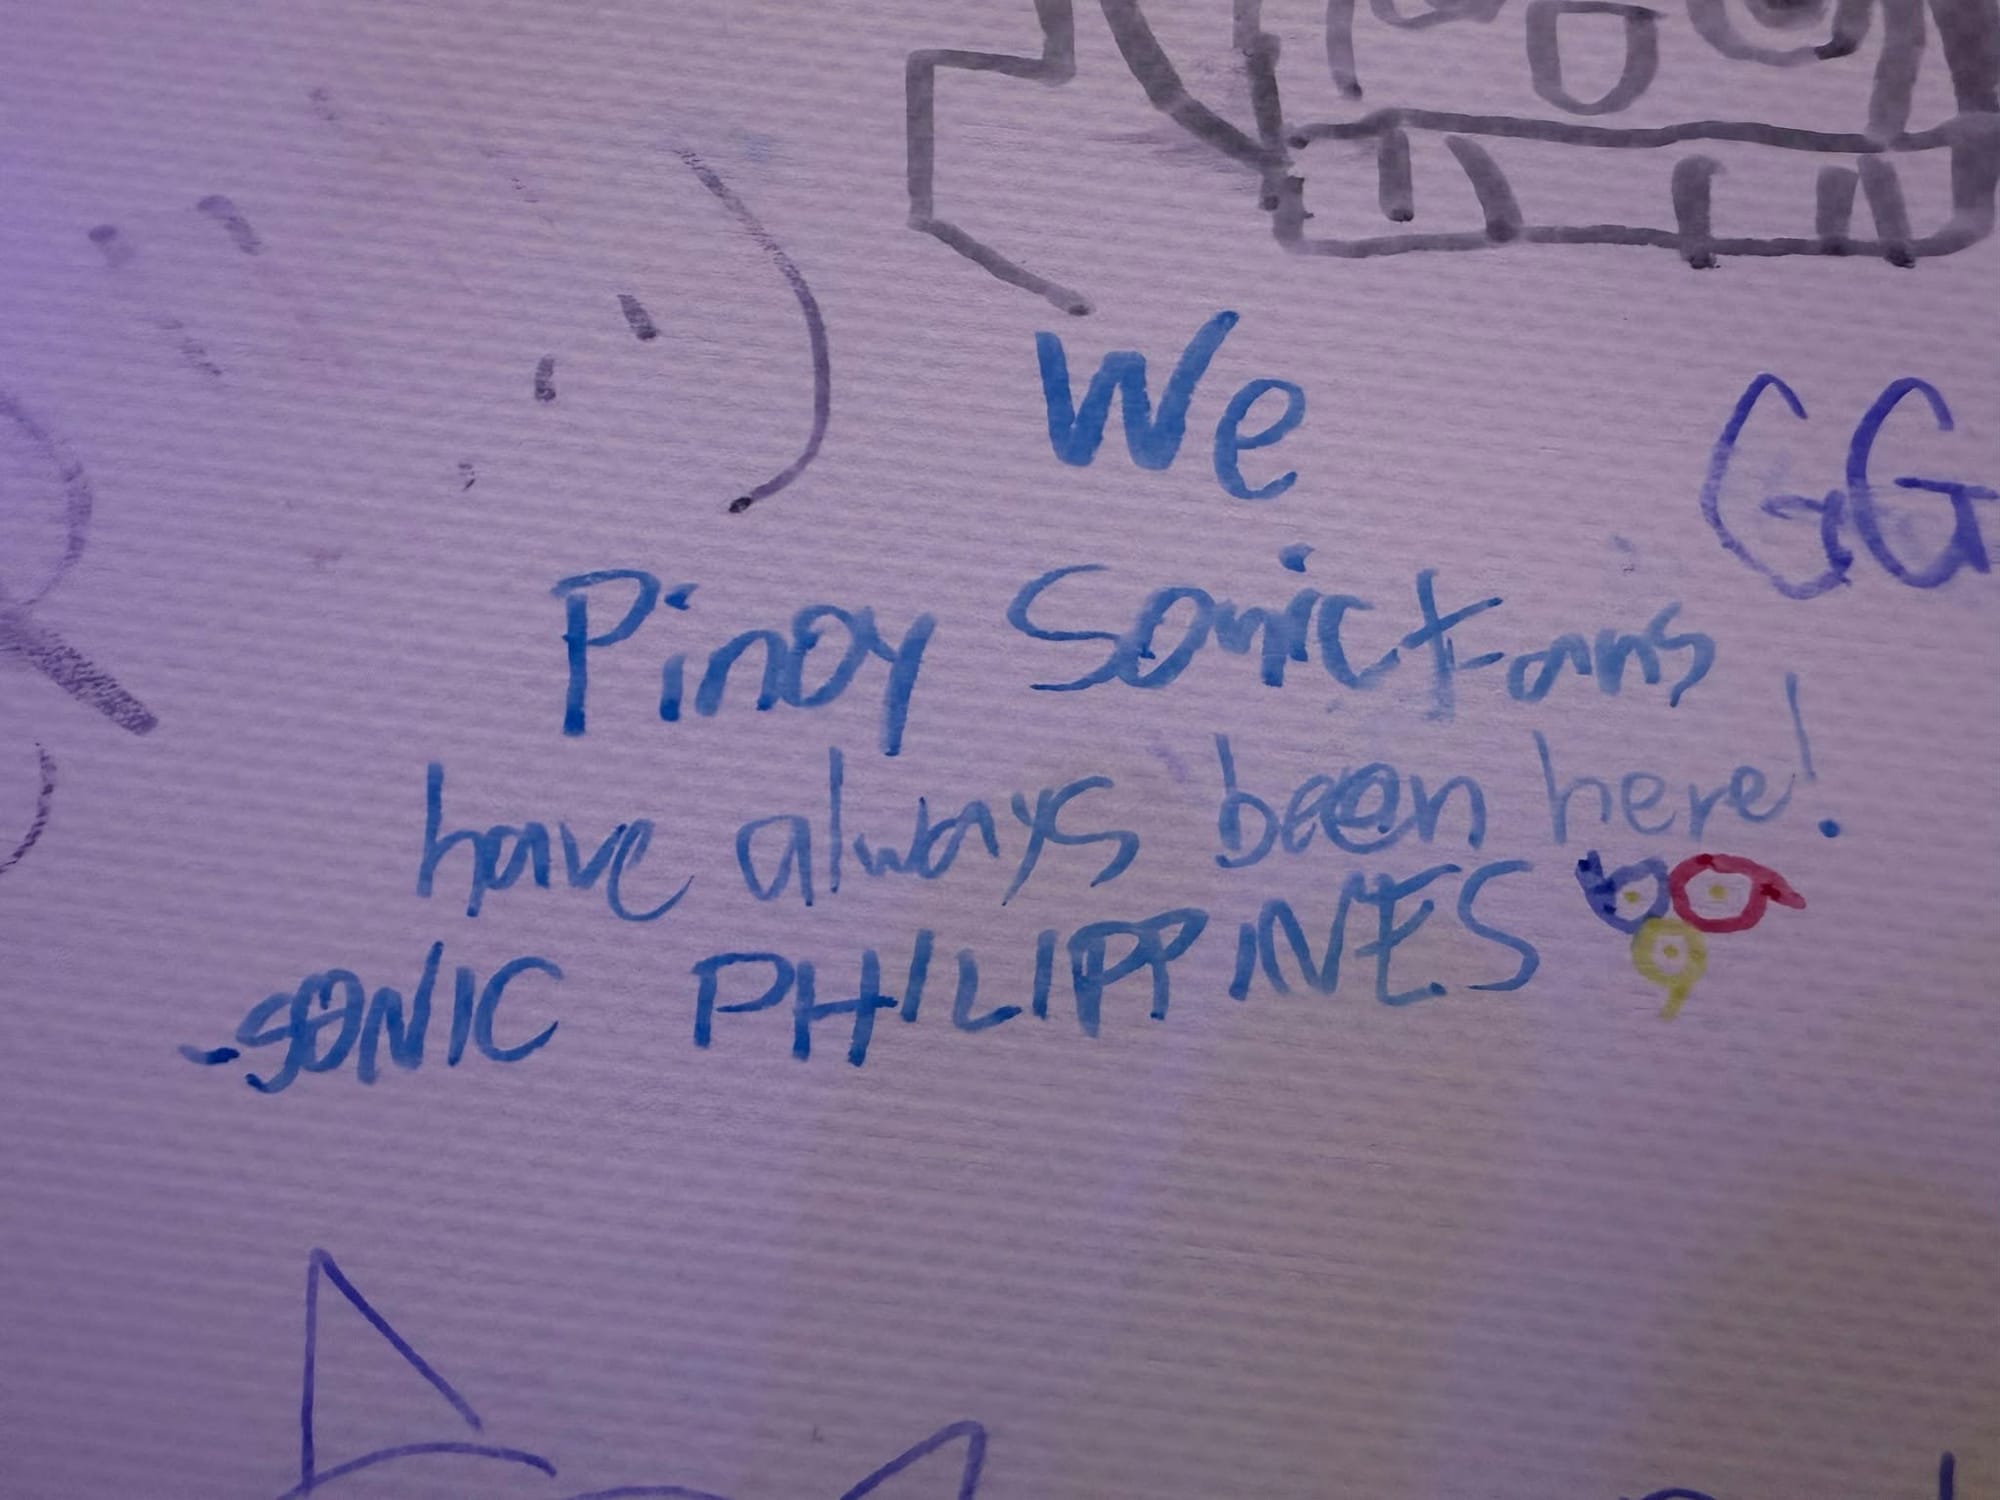 We
GG
Pinoy Sonic Fans
have always been here!
-SONIC PHILIPPINES